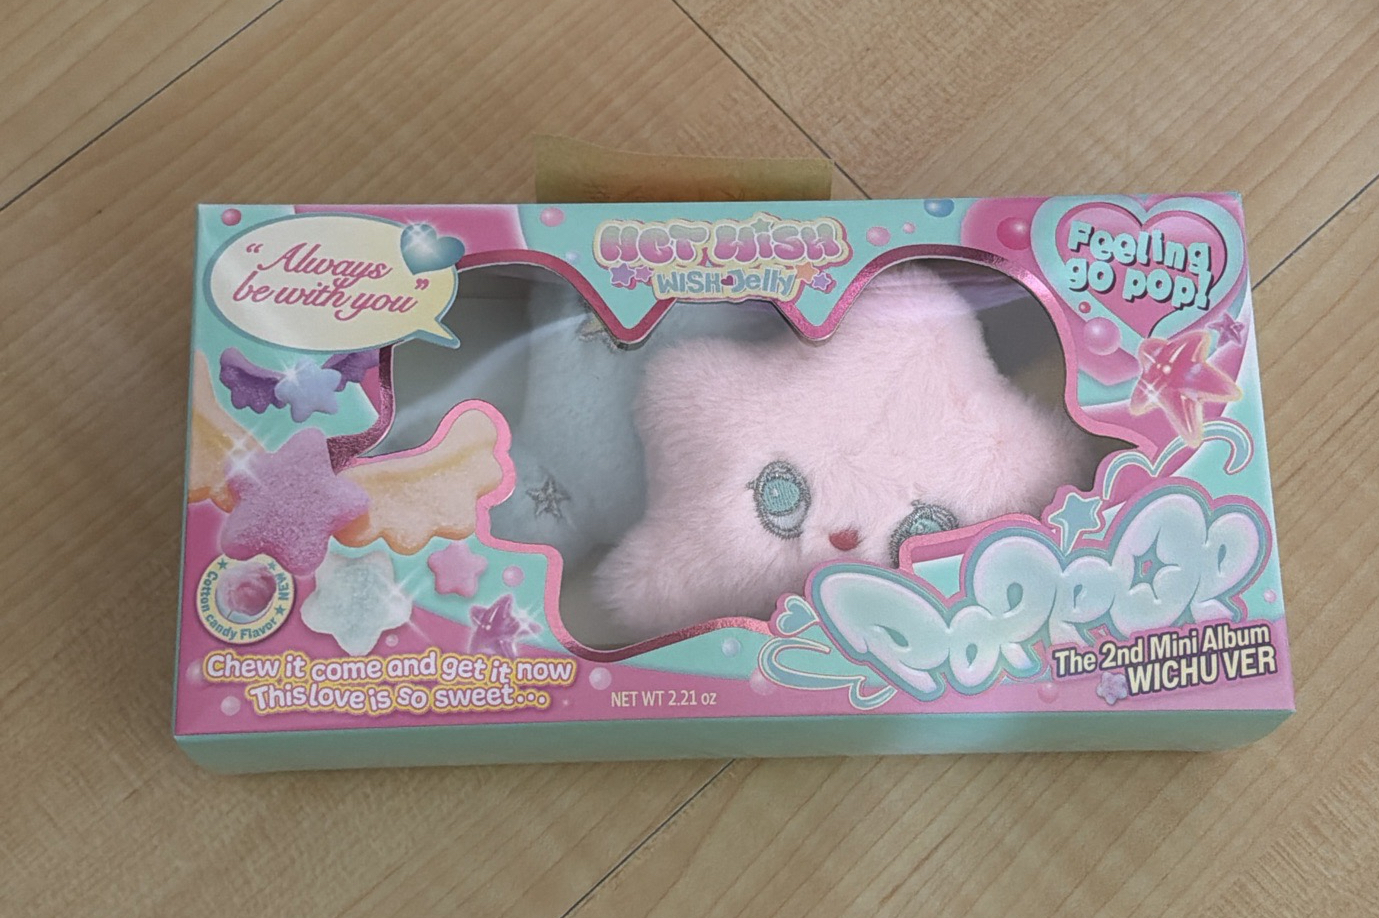 “Always
be with you”
NCT WISH
WISH Jelly
Feeling
go pop!
Cotton candy Flavor ★ NEW ★
Chew it come and get it now
This love is so sweet...
NET WT 2.21 oz
POPPOP
The 2nd Mini Album
WICHU VER